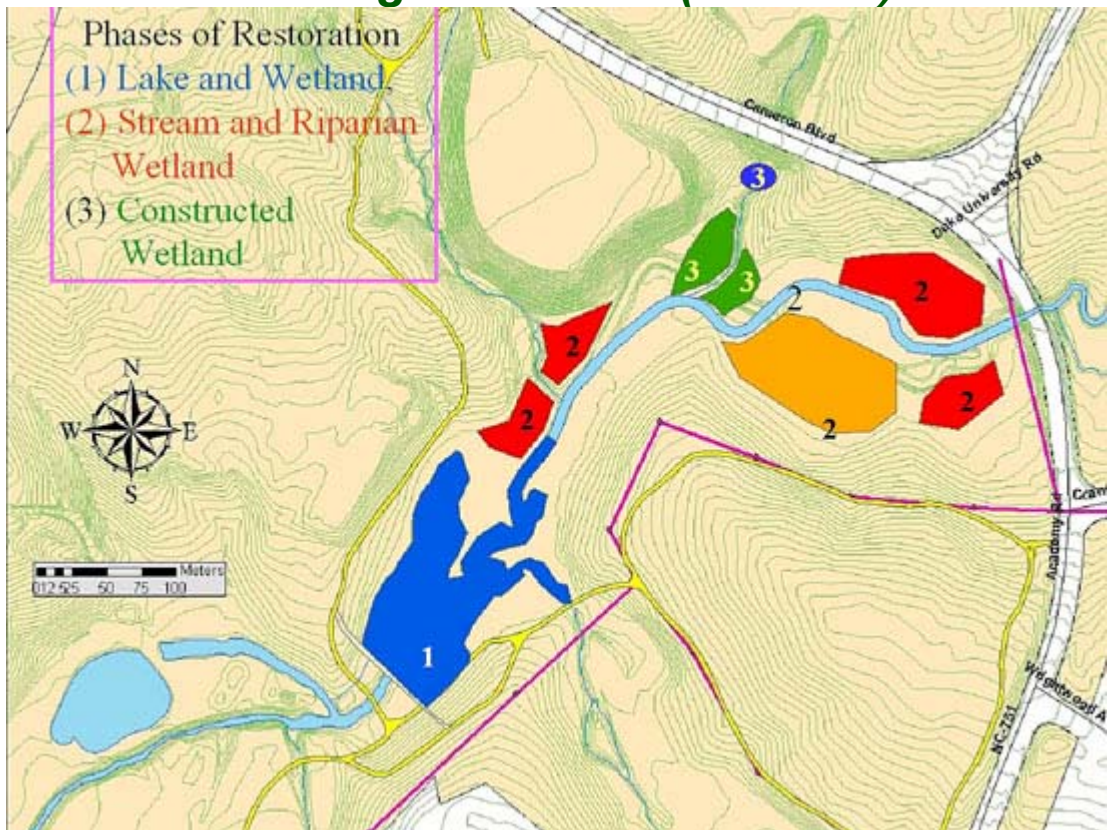 Phases of Restoration
(1) Lake and Wetland,
(2) Stream and Riparian
Wetland
(3) Constructed
Wetland
Cameron Blvd
Duke University Rd
3
3
3
2
2
2
2
2
2
2
N
W E
S
Meters
0 12.5 25 50 75 100
1
Academy Rd
NC-751